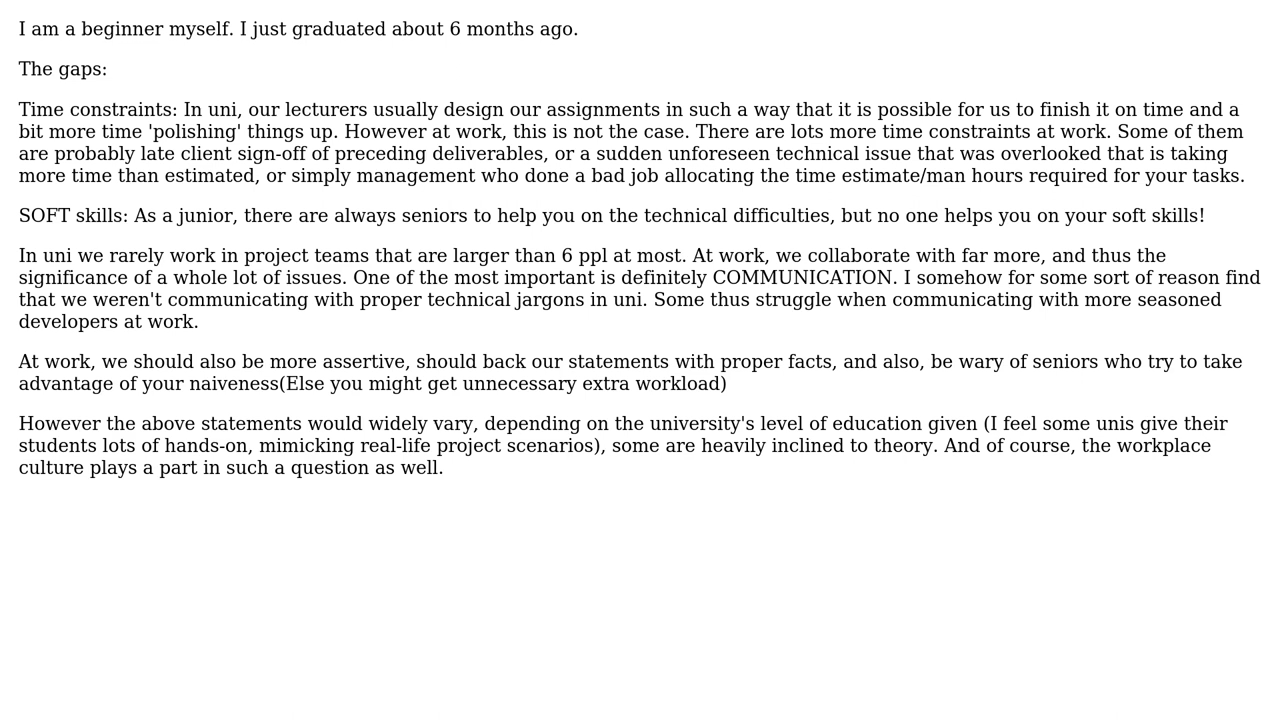 I am a beginner myself. I just graduated about 6 months ago.
The gaps:
Time constraints: In uni, our lecturers usually design our assignments in such a way that it is possible for us to finish it on time and a
bit more time 'polishing' things up. However at work, this is not the case. There are lots more time constraints at work. Some of them
are probably late client sign-off of preceding deliverables, or a sudden unforeseen technical issue that was overlooked that is taking
more time than estimated, or simply management who done a bad job allocating the time estimate/man hours required for your tasks.
SOFT skills: As a junior, there are always seniors to help you on the technical difficulties, but no one helps you on your soft skills!
In uni we rarely work in project teams that are larger than 6 ppl at most. At work, we collaborate with far more, and thus the
significance of a whole lot of issues. One of the most important is definitely COMMUNICATION. I somehow for some sort of reason find
that we weren't communicating with proper technical jargons in uni. Some thus struggle when communicating with more seasoned
developers at work.
At work, we should also be more assertive, should back our statements with proper facts, and also, be wary of seniors who try to take
advantage of your naiveness(Else you might get unnecessary extra workload)
However the above statements would widely vary, depending on the university's level of education given (I feel some unis give their
students lots of hands-on, mimicking real-life project scenarios), some are heavily inclined to theory. And of course, the workplace
culture plays a part in such a question as well.